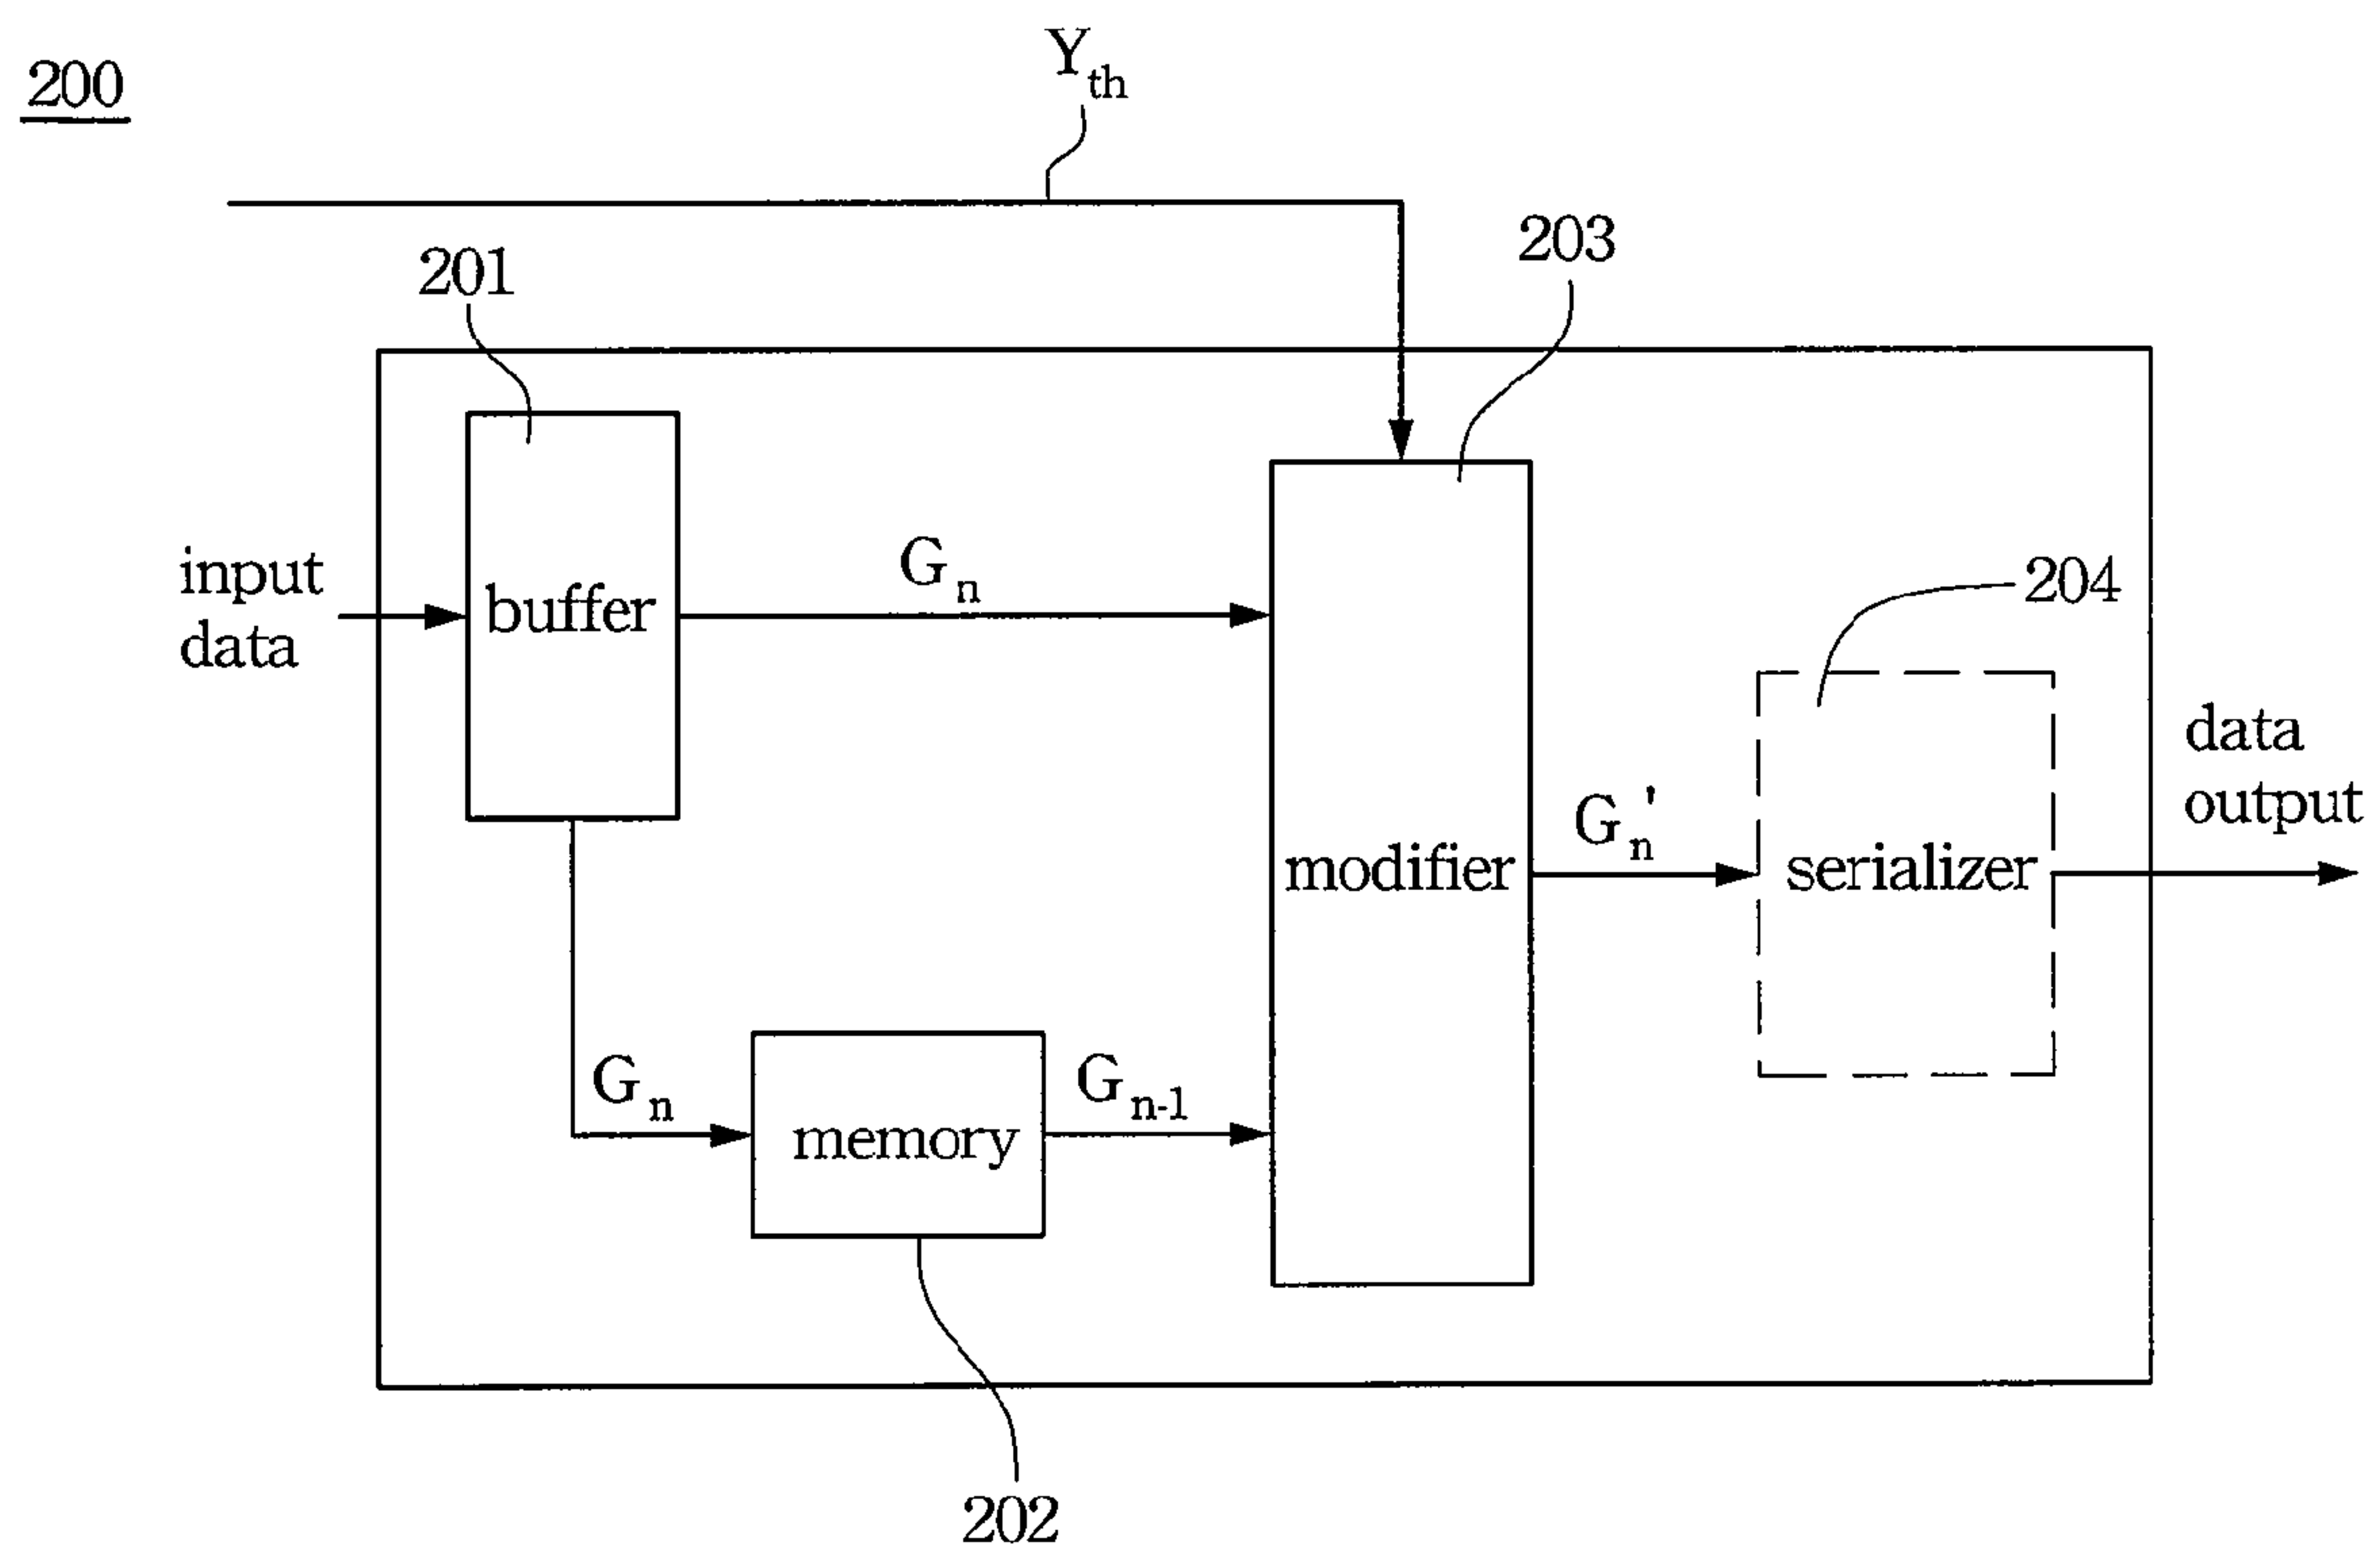 200
Yth
201
203
input
data
buffer
Gn
204
data
output
modifier
Gn'
serializer
Gn
memory
Gn-1
202